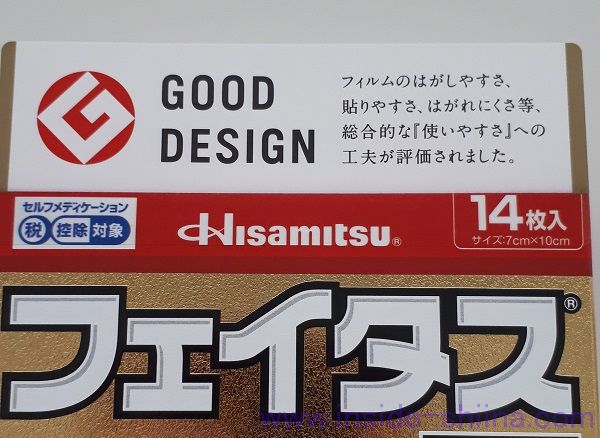 GOOD
DESIGN
フィルムのはがしやすさ、
貼りやすさ、はがれにくさ等、
総合的な『使いやすさ』への
工夫が評価されました。
セルフメディケーション
税 控除 対象
Hisamitsu®
14枚入
サイズ:7cm×10cm
フェイタス®
www.inside-shiina.com